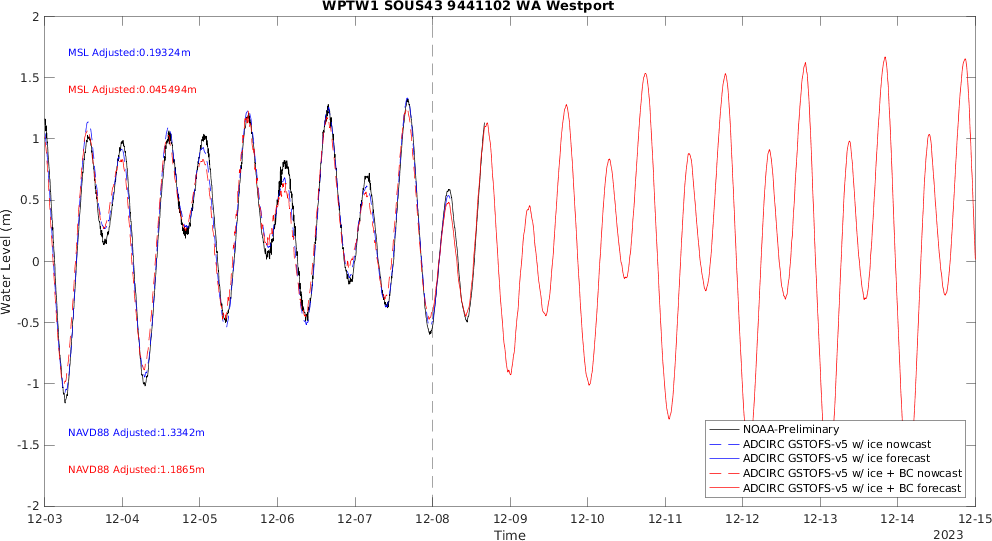 WPTW1 SOUS43 9441102 WA Westport
2
1.5
1
0.5
0
-0.5
-1
-1.5
-2
Water Level (m)
MSL Adjusted:0.19324m
MSL Adjusted:0.045494m
NAVD88 Adjusted:1.3342m
NAVD88 Adjusted:1.1865m
NOAA-Preliminary
ADCIRC GSTOFS-v5 w/ ice nowcast
ADCIRC GSTOFS-v5 w/ ice forecast
ADCIRC GSTOFS-v5 w/ ice + BC nowcast
ADCIRC GSTOFS-v5 w/ ice + BC forecast
12-03 12-04 12-05 12-06 12-07 12-08 12-09 12-10 12-11 12-12 12-13 12-14 12-15
Time
2023